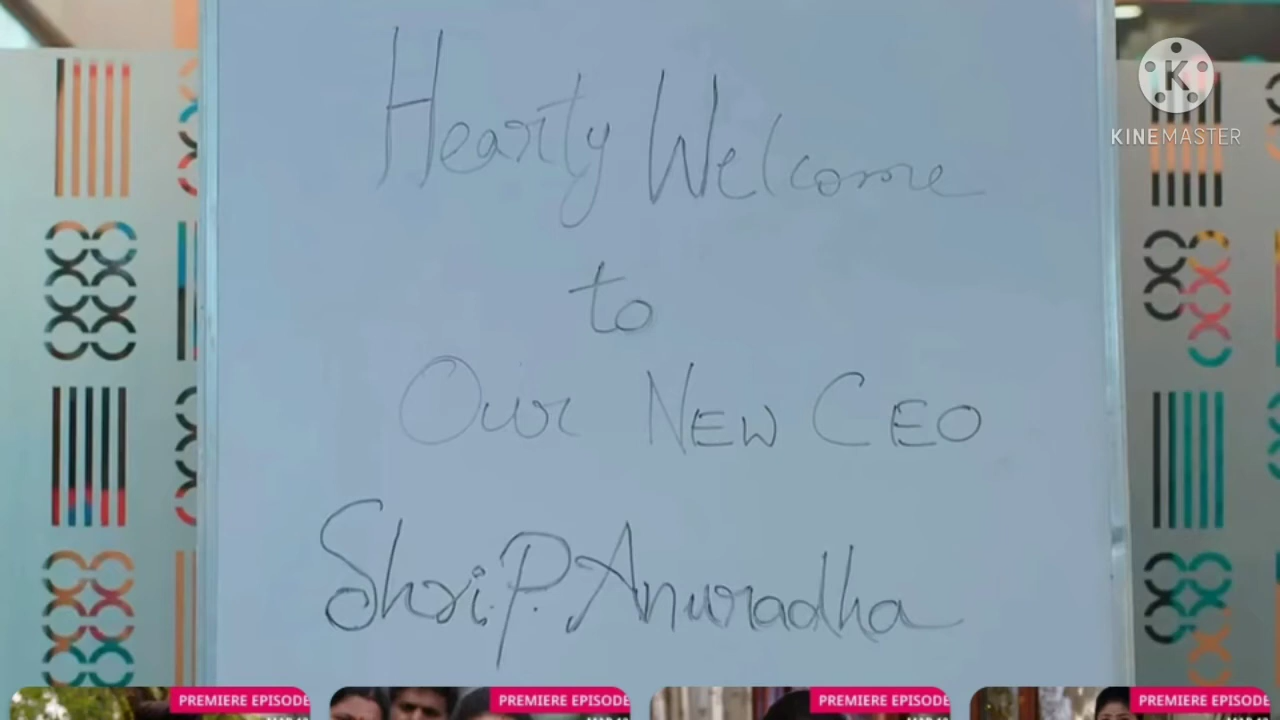 KINEMASTER
Hearty Welcome
to
Our NEW CEO
Shri.P.Anuradha
PREMIERE EPISODE
PREMIERE EPISODE
PREMIERE EPISODE
PREMIERE EPISODE